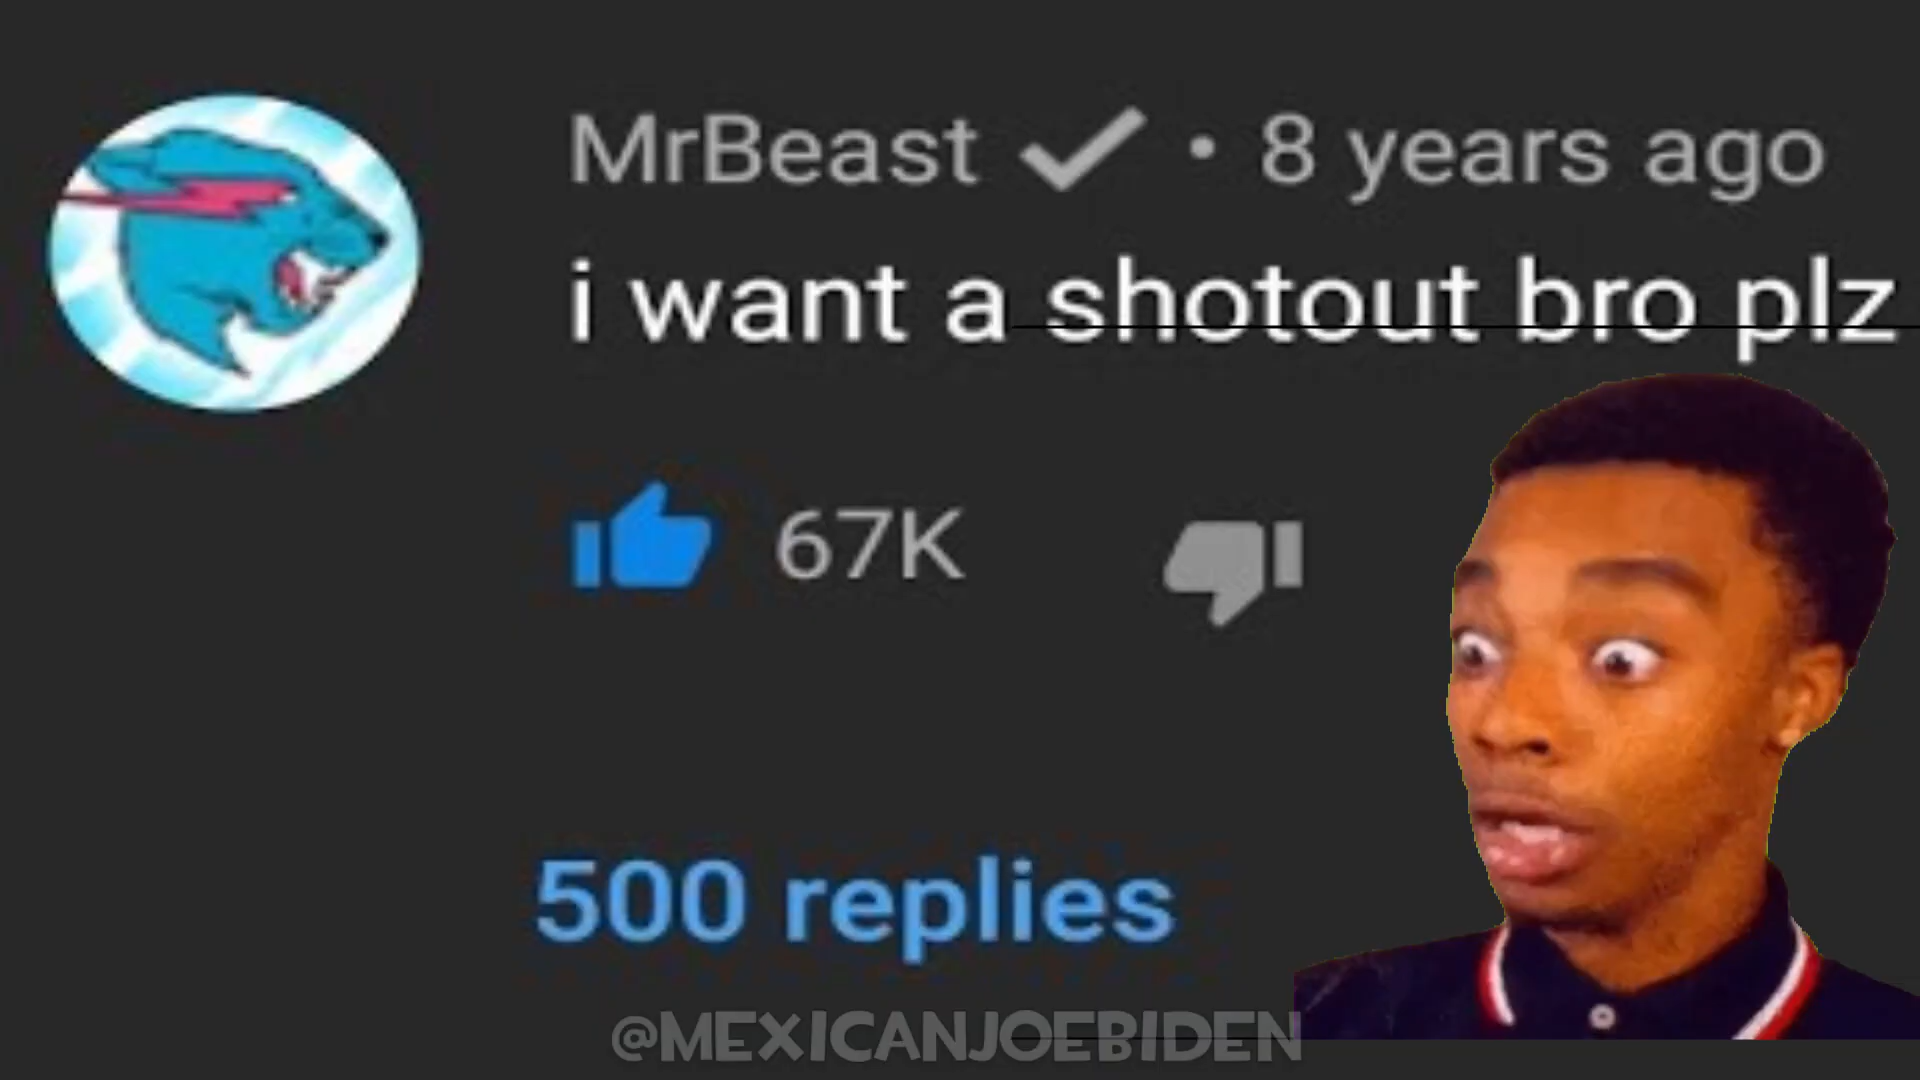 MrBeast ✓ • 8 years ago
i want a shotout bro plz
67K
500 replies
@MEXICANJOEBIDEN